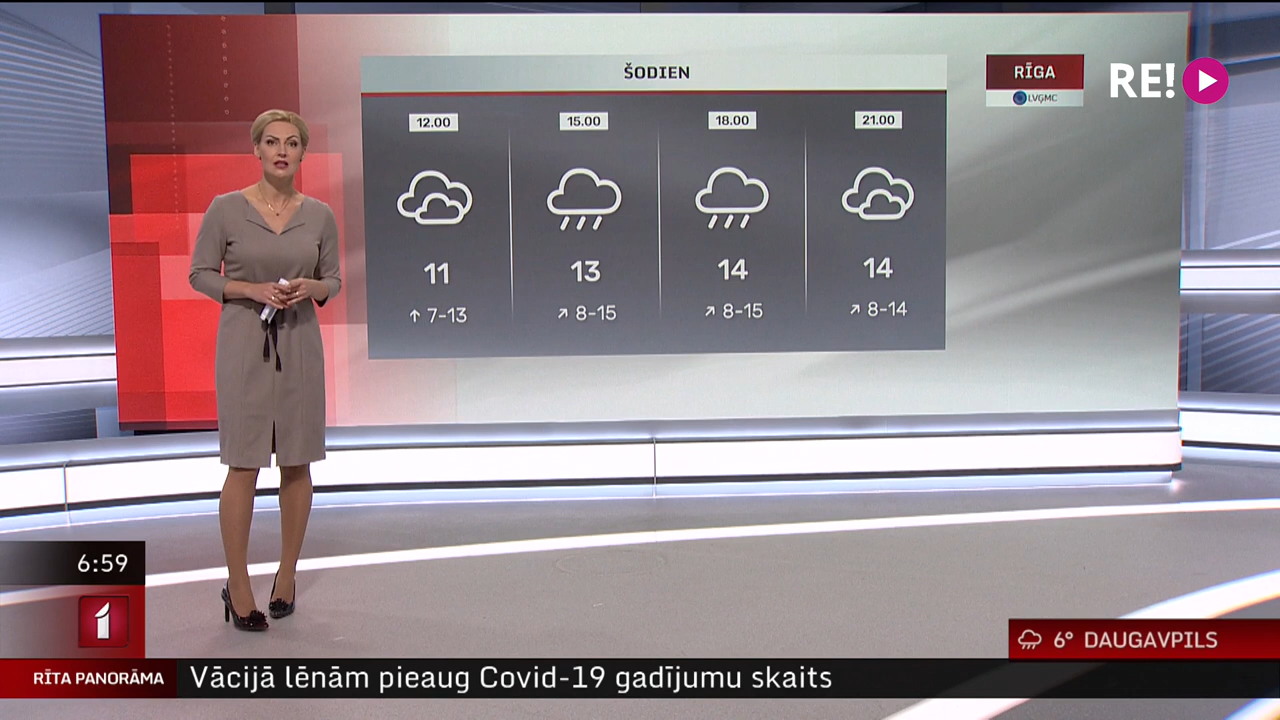 ŠODIEN
RĪGA
LVĢMC
RE!
12.00
15.00
18.00
21.00
11
13
14
14
↑ 7-13
↗ 8-15
↗ 8-15
↗ 8-14
6:59
1
6° DAUGAVPILS
RĪTA PANORĀMA
Vācijā lēnām pieaug Covid-19 gadījumu skaits